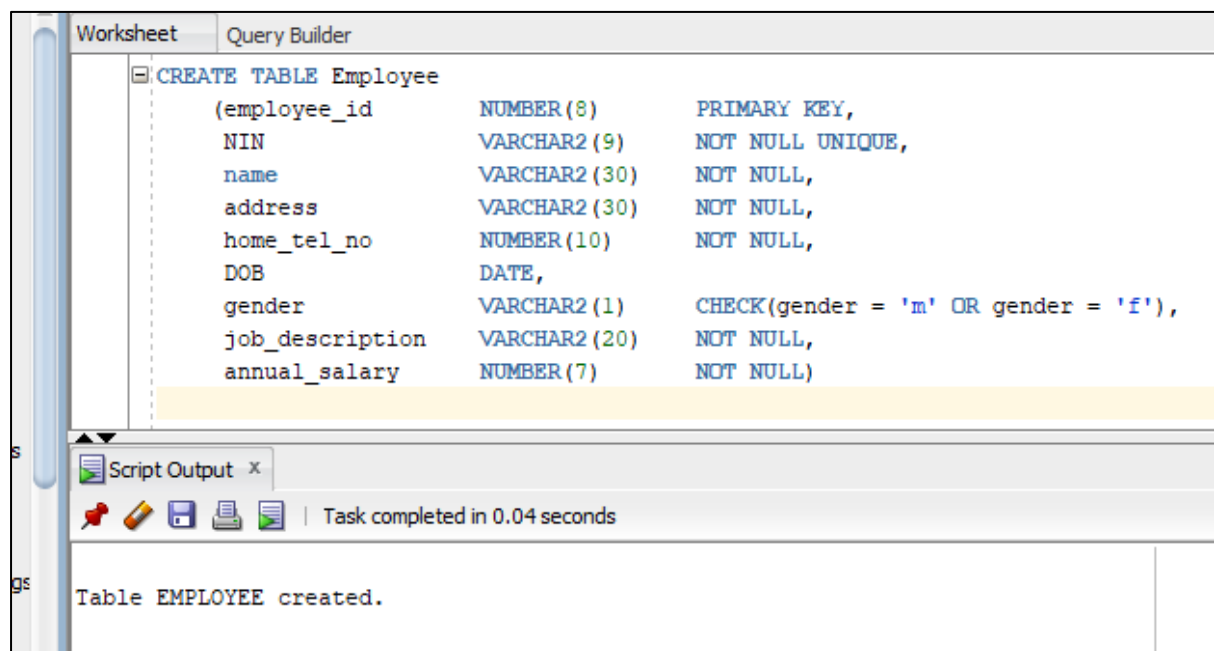 Worksheet Query Builder
CREATE TABLE Employee
(employee_id NUMBER(8) PRIMARY KEY,
NIN VARCHAR2(9) NOT NULL UNIQUE,
name VARCHAR2(30) NOT NULL,
address VARCHAR2(30) NOT NULL,
home_tel_no NUMBER(10) NOT NULL,
DOB DATE,
gender VARCHAR2(1) CHECK(gender = 'm' OR gender = 'f'),
job_description VARCHAR2(20) NOT NULL,
annual_salary NUMBER(7) NOT NULL)
s
Script Output x
Task completed in 0.04 seconds
gs
Table EMPLOYEE created.